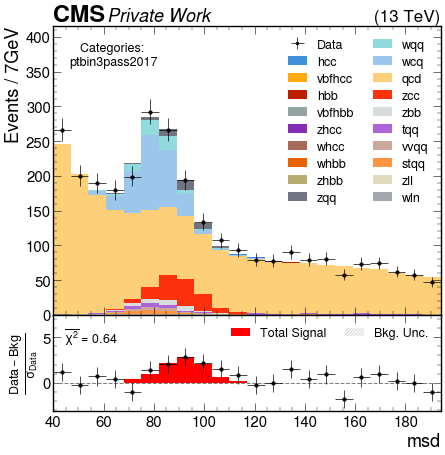 CMS Private Work (13 TeV)
Events / 7GeV
400
350
300
250
200
150
100
50
0
Categories:
ptbin3pass2017
Data
hcc
vbfhcc
hbb
vbfhbb
zhcc
whcc
whbb
zhbb
zqq
wqq
wcq
qcd
zcc
zbb
tqq
vvqq
stqq
zll
wln
Data − Bkg
σData
5
0
χ² = 0.64
Total Signal
Bkg. Unc.
40 60 80 100 120 140 160 180
msd